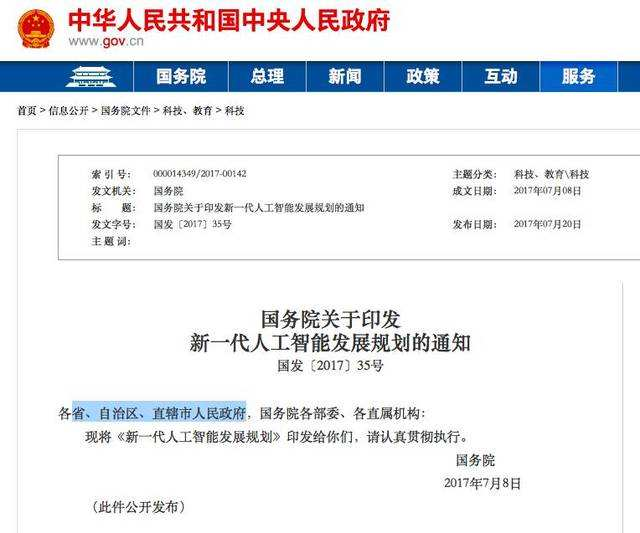 中华人民共和国中央人民政府
www.gov.cn
国务院 总理 新闻 政策 互动 服务
首页 > 信息公开 > 国务院文件 > 科技、教育 > 科技
索 引 号： 000014349/2017-00142 主题分类： 科技、教育\科技
发文机关： 国务院 成文日期： 2017年07月08日
标 题： 国务院关于印发新一代人工智能发展规划的通知
发文字号： 国发〔2017〕35号 发布日期： 2017年07月20日
主 题 词：
国务院关于印发
新一代人工智能发展规划的通知
国发〔2017〕35号
各省、自治区、直辖市人民政府，国务院各部委、各直属机构：
现将《新一代人工智能发展规划》印发给你们，请认真贯彻执行。
国务院
2017年7月8日
（此件公开发布）